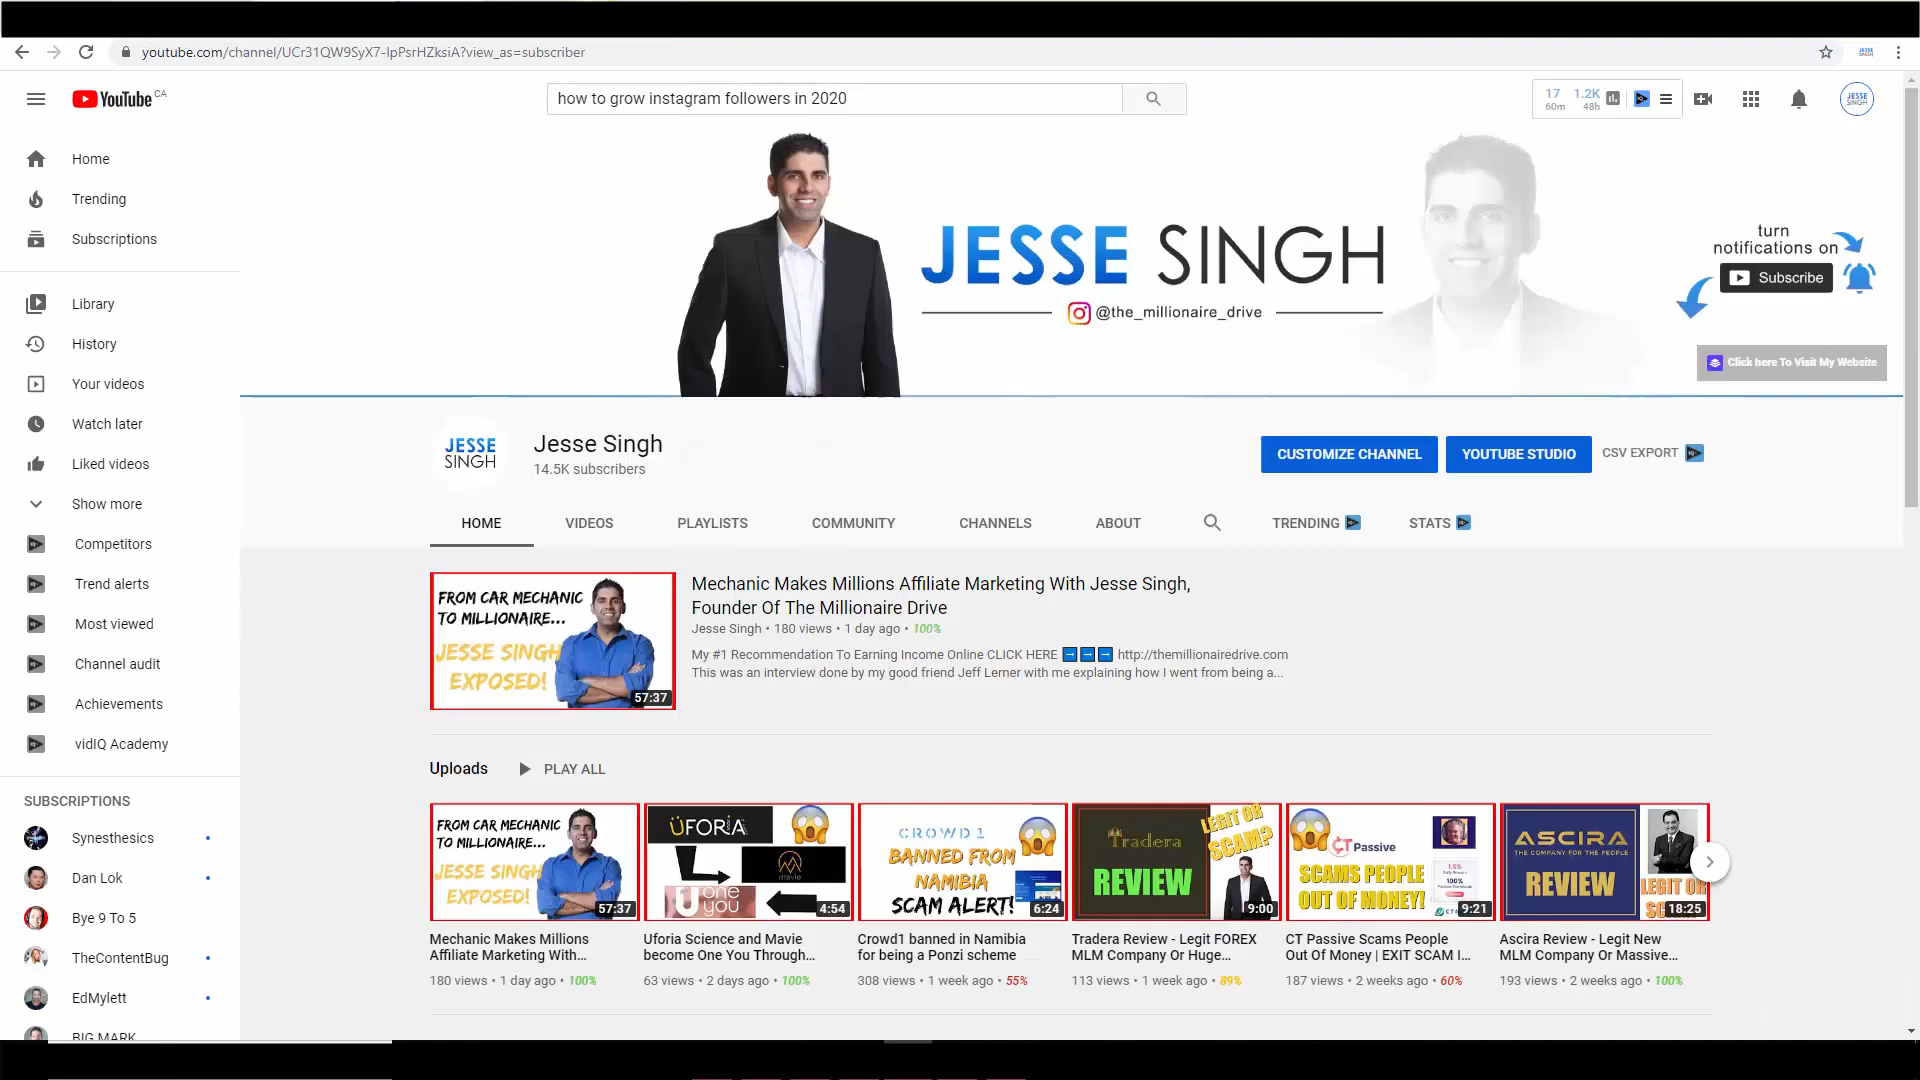 youtube.com/channel/UCr31QW9SyX7-IpPsrHZksiA?view_as=subscriber
YouTube CA
how to grow instagram followers in 2020
17 60m 1.2K 48h
JESSE SINGH
Home
Trending
Subscriptions
Library
History
Your videos
Watch later
Liked videos
Show more
Competitors
Trend alerts
Most viewed
Channel audit
Achievements
vidIQ Academy
SUBSCRIPTIONS
Synesthesics
Dan Lok
Bye 9 To 5
TheContentBug
EdMylett
BIG MARK
JESSE SINGH
@the_millionaire_drive
turn
notifications on
Subscribe
Click here To Visit My Website
JESSE
SINGH
Jesse Singh
14.5K subscribers
CUSTOMIZE CHANNEL
YOUTUBE STUDIO
CSV EXPORT
HOME VIDEOS PLAYLISTS COMMUNITY CHANNELS ABOUT TRENDING STATS
FROM CAR MECHANIC
TO MILLIONAIRE...
JESSE SINGH
EXPOSED!
57:37
Mechanic Makes Millions Affiliate Marketing With Jesse Singh,
Founder Of The Millionaire Drive
Jesse Singh • 180 views • 1 day ago • 100%
My #1 Recommendation To Earning Income Online CLICK HERE http://themillionairedrive.com
This was an interview done by my good friend Jeff Lerner with me explaining how I went from being a...
Uploads PLAY ALL
FROM CAR MECHANIC
TO MILLIONAIRE...
JESSE SINGH
EXPOSED!
57:37
Mechanic Makes Millions
Affiliate Marketing With...
180 views • 1 day ago • 100%
ÜFORIA
mavie
one
you
4:54
Uforia Science and Mavie
become One You Through...
63 views • 2 days ago • 100%
CROWD1
BANNED FROM
NAMIBIA
SCAM ALERT!
6:24
Crowd1 banned in Namibia
for being a Ponzi scheme
308 views • 1 week ago • 55%
Tradera
LEGIT OR
SCAM?
REVIEW
9:00
Tradera Review - Legit FOREX
MLM Company Or Huge...
113 views • 1 week ago • 89%
CT Passive
SCAMS PEOPLE
OUT OF MONEY!
9:21
CT Passive Scams People
Out Of Money | EXIT SCAM I...
187 views • 2 weeks ago • 60%
ASCIRA
THE COMPANY FOR THE PEOPLE
REVIEW
LEGIT OR
18:25
Ascira Review - Legit New
MLM Company Or Massive...
193 views • 2 weeks ago • 100%